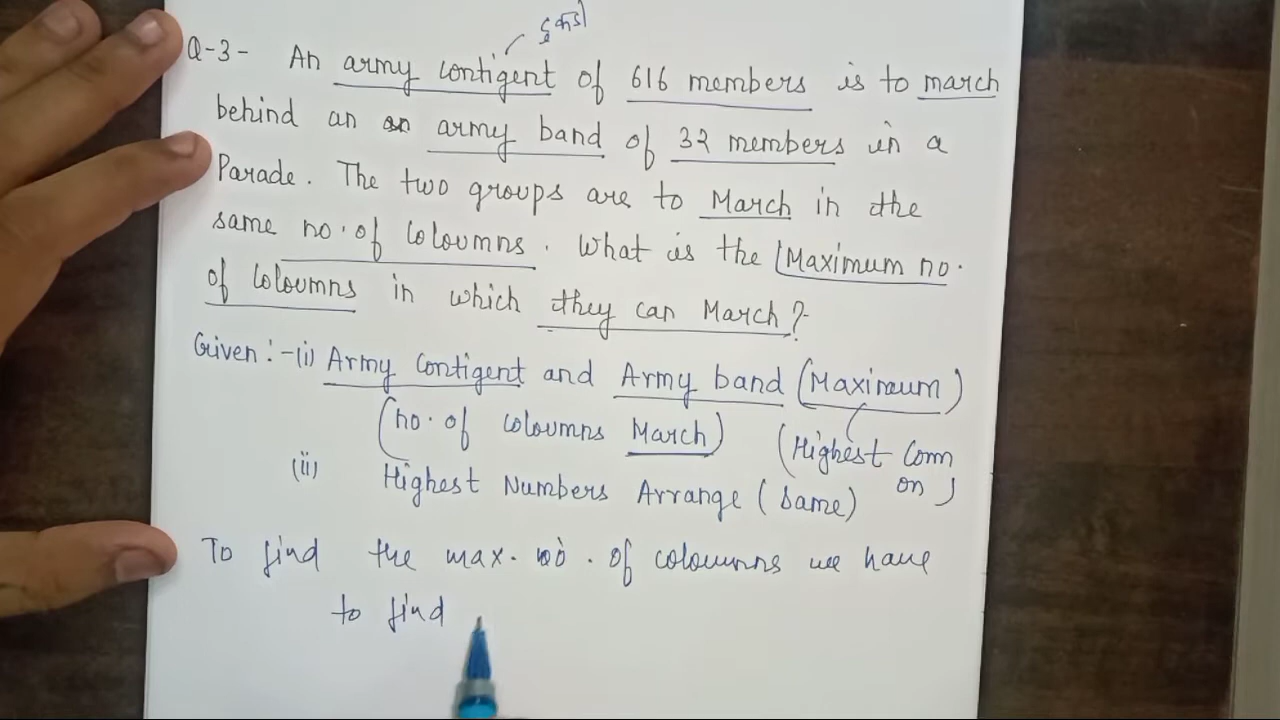 टुकड़ी
Q-3- An army contigent of 616 members is to march
behind an an army band of 32 members in a
Parade. The two groups are to March in the
same no. of coloumns. What is the Maximum no.
of coloumns in which they can March?
Given:-(i) Army Contigent and Army band (Maximum)
(no. of coloumns March) (Highest Comm
on)
(ii) Highest Numbers Arrange (Same)
To find the max. no. of coloumns we have
to find